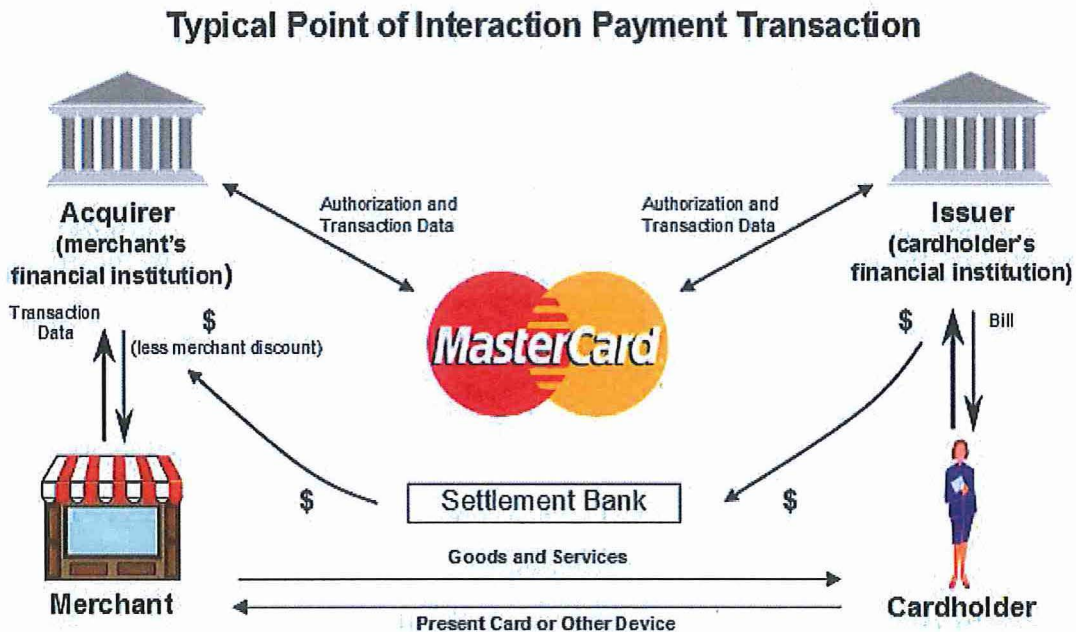 Typical Point of Interaction Payment Transaction
Acquirer
(merchant's
financial institution)
Authorization and
Transaction Data
Authorization and
Transaction Data
Issuer
(cardholder's
financial institution)
MasterCard
Transaction
Data
$
(less merchant discount)
$
Bill
$
Settlement Bank
$
Goods and Services
Merchant
Present Card or Other Device
Cardholder